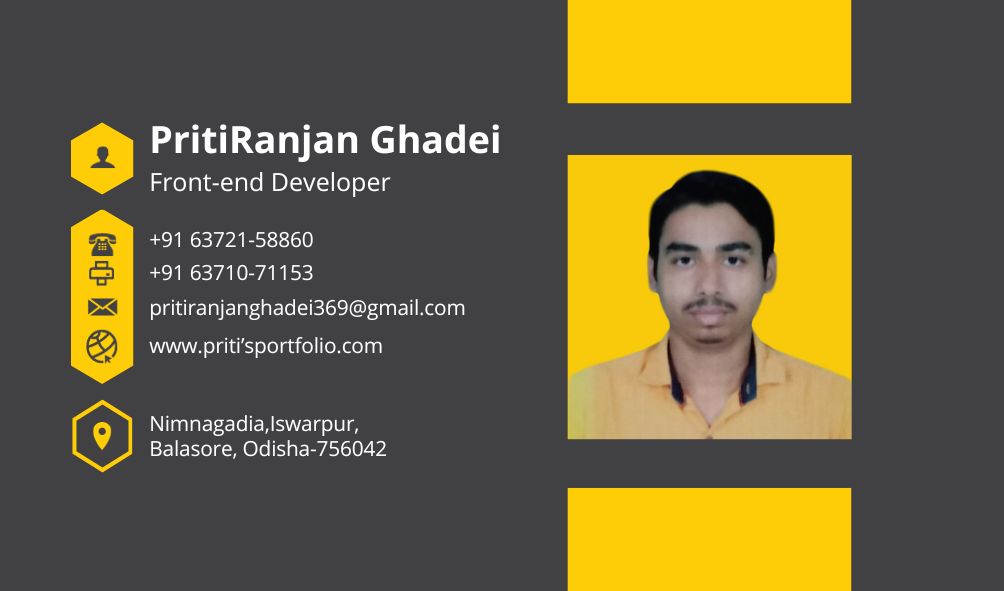 PritiRanjan Ghadei
Front-end Developer
+91 63721-58860
+91 63710-71153
pritiranjanghadei369@gmail.com
www.priti’sportfolio.com
Nimnagadia,Iswarpur,
Balasore, Odisha-756042